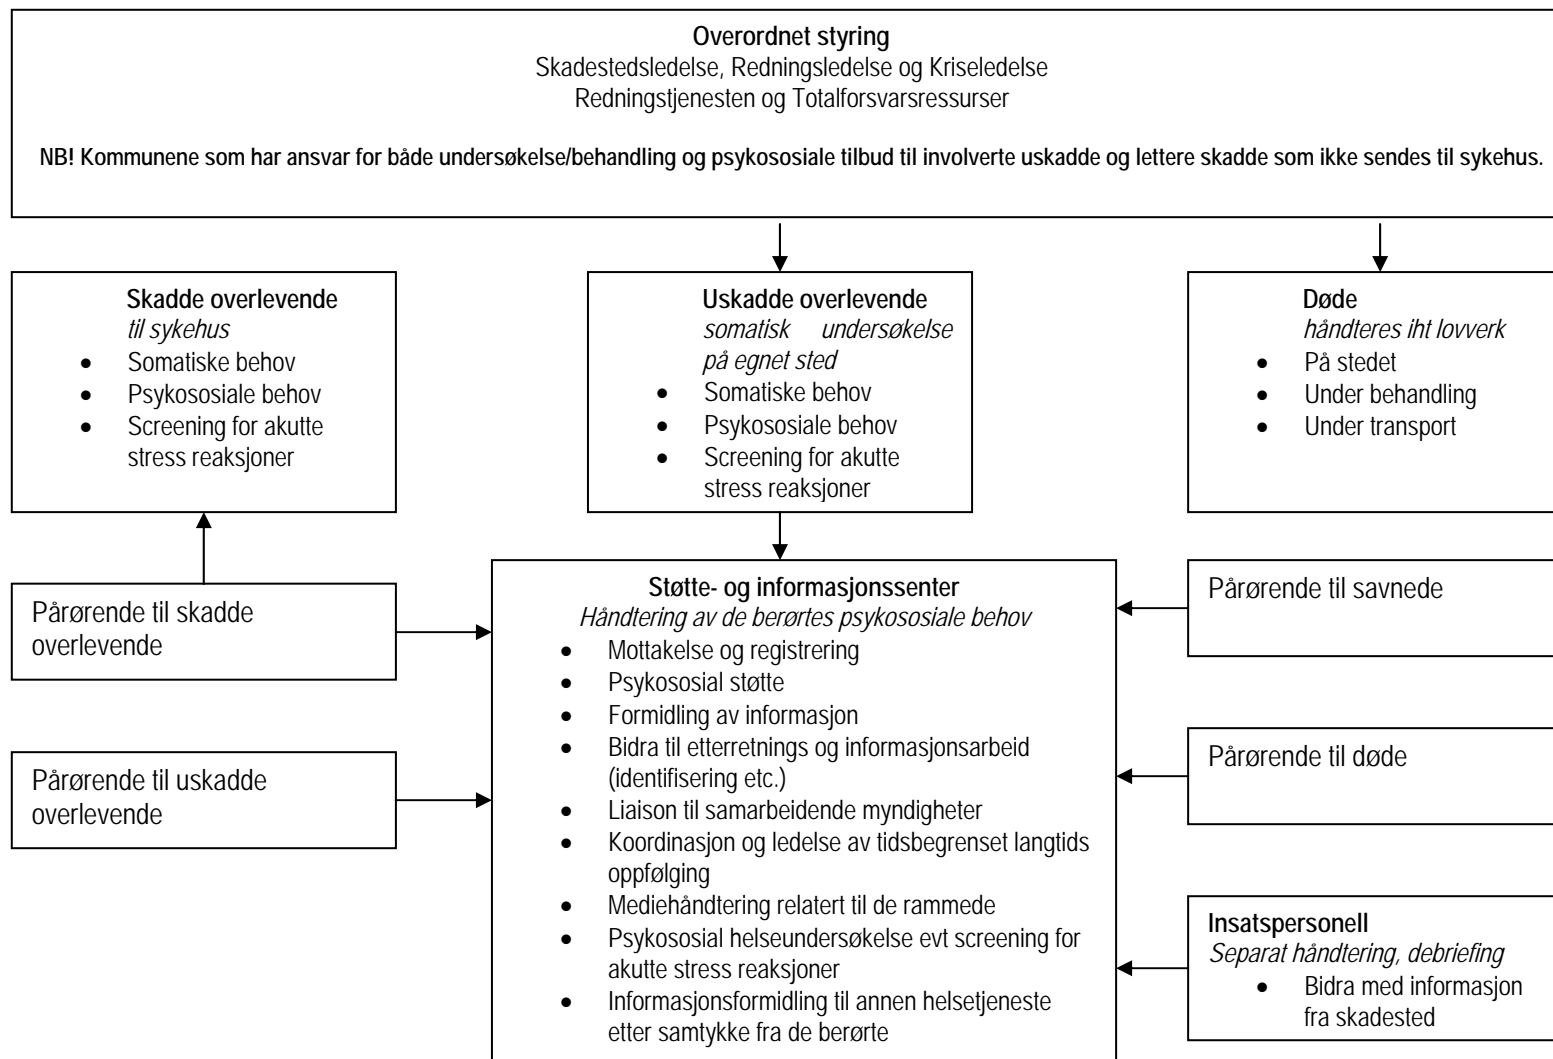 Overordnet styring
Skadestedsledelse, Redningsledelse og Kriseledelse
Redningstjenesten og Totalforsvarsressurser
NB! Kommunene som har ansvar for både undersøkelse/behandling og psykososiale tilbud til involverte uskadde og lettere skadde som ikke sendes til sykehus.
Skadde overlevende
til sykehus
• Somatiske behov
• Psykososiale behov
• Screening for akutte
stress reaksjoner
Uskadde overlevende
somatisk undersøkelse
på egnet sted
• Somatiske behov
• Psykososiale behov
• Screening for akutte
stress reaksjoner
Døde
håndteres iht lovverk
• På stedet
• Under behandling
• Under transport
Pårørende til skadde
overlevende
Pårørende til uskadde
overlevende
Støtte- og informasjonssenter
Håndtering av de berørtes psykososiale behov
• Mottakelse og registrering
• Psykososial støtte
• Formidling av informasjon
• Bidra til etterretnings og informasjonsarbeid
(identifisering etc.)
• Liaison til samarbeidende myndigheter
• Koordinasjon og ledelse av tidsbegrenset langtids
oppfølging
• Mediehåndtering relatert til de rammede
• Psykososial helseundersøkelse evt screening for
akutte stress reaksjoner
• Informasjonsformidling til annen helsetjeneste
etter samtykke fra de berørte
Pårørende til savnede
Pårørende til døde
Insatspersonell
Separat håndtering, debriefing
• Bidra med informasjon
fra skadested